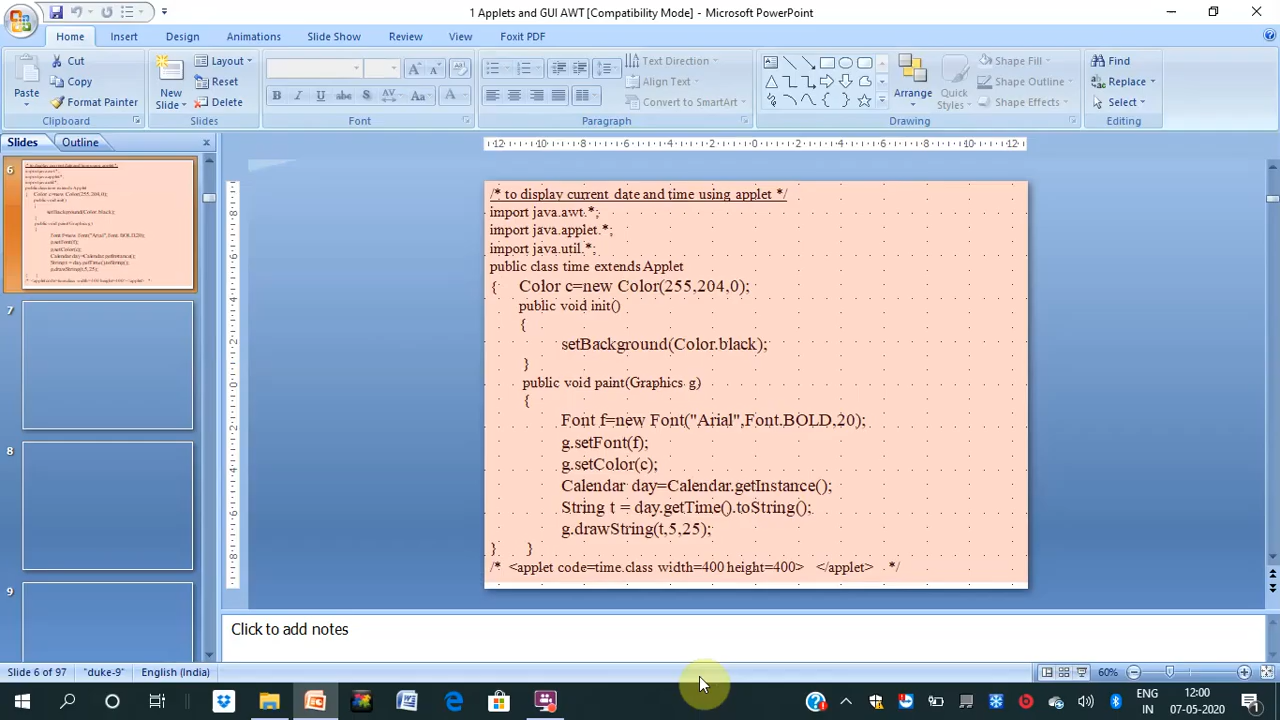 1 Applets and GUI AWT [Compatibility Mode] - Microsoft PowerPoint
Home Insert Design Animations Slide Show Review View Foxit PDF
Paste Cut Copy Format Painter Clipboard
New Slide Layout Reset Delete Slides
B I U abc S AV Aa A Font
Text Direction Align Text Convert to SmartArt Paragraph
Arrange Quick Styles Shape Fill Shape Outline Shape Effects Drawing
Find Replace Select Editing
Slides Outline
6
7
8
9
/* to display current date and time using applet */
import java.awt.*;
import java.applet.*;
import java.util.*;
public class time extends Applet
{ Color c=new Color(255,204,0);
public void init()
{
setBackground(Color.black);
}
public void paint(Graphics g)
{
Font f=new Font("Arial",Font.BOLD,20);
g.setFont(f);
g.setColor(c);
Calendar day=Calendar.getInstance();
String t = day.getTime().toString();
g.drawString(t,5,25);
} }
/* <applet code=time.class width=400 height=400> </applet> */
Click to add notes
Slide 6 of 97 "duke-9" English (India) 60%
ENG IN 12:00 07-05-2020